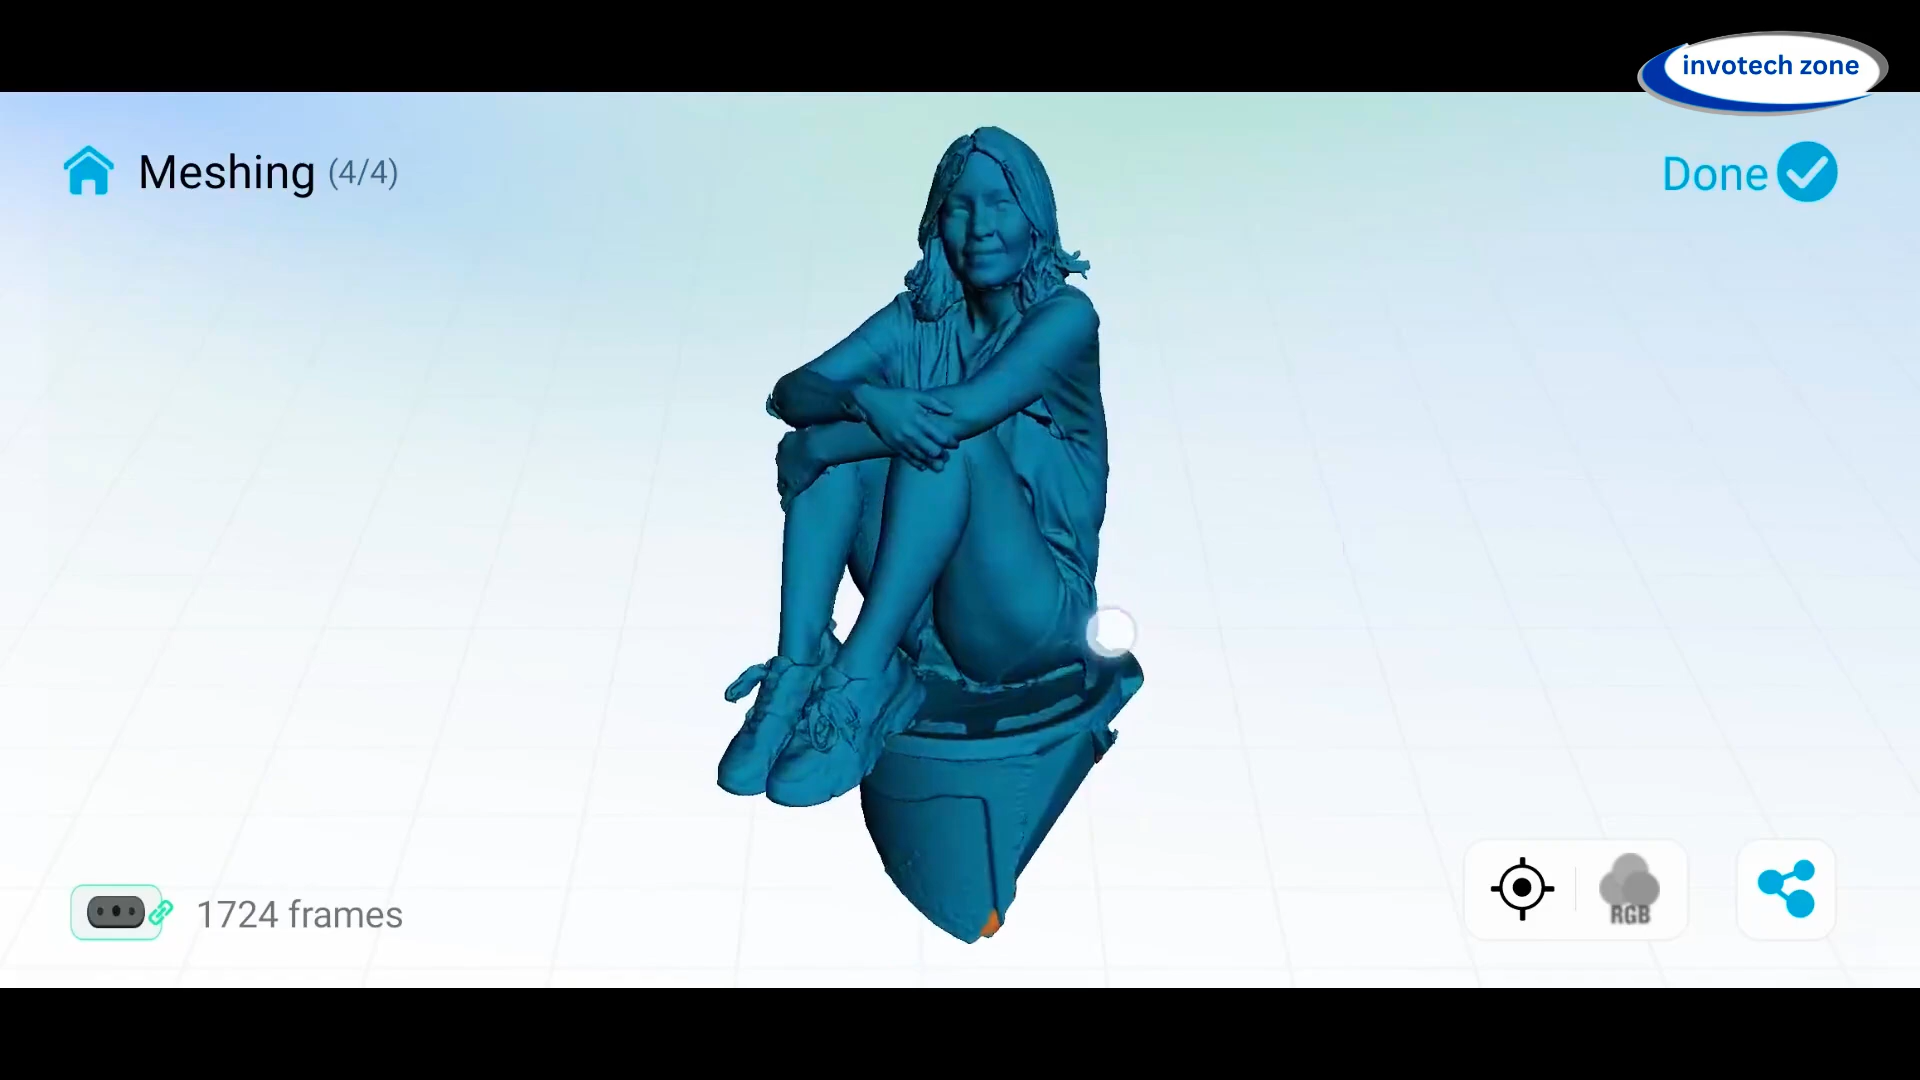 invotech zone
Meshing (4/4)
Done
1724 frames
RGB